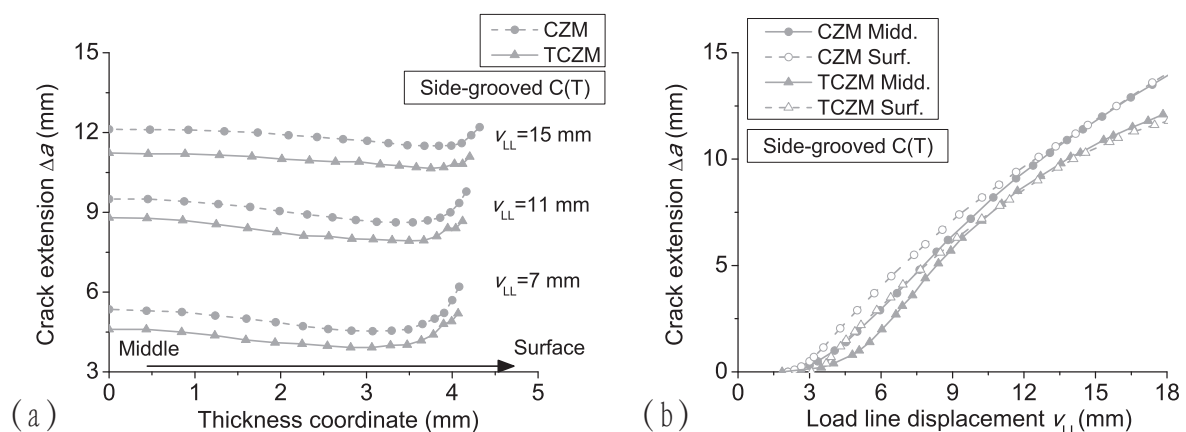 CZM
TCZM
Side-grooved C(T)
15
12
9
6
3
Crack extension Δa (mm)
vLL=15 mm
vLL=11 mm
vLL=7 mm
Middle
Surface
0 1 2 3 4 5
Thickness coordinate (mm)
(a)
CZM Midd.
CZM Surf.
TCZM Midd.
TCZM Surf.
Side-grooved C(T)
15
10
5
0
Crack extension Δa (mm)
0 3 6 9 12 15 18
Load line displacement vLL(mm)
(b)